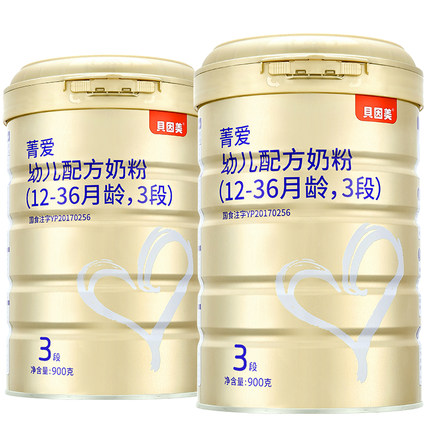 貝因美
菁爱
幼儿配方奶粉
(12-36月龄,3段)
国食注字YP20170256
3段
净含量:900克
貝因美
菁爱
幼儿配方奶粉
(12-36月龄,3段)
国食注字YP20170256
3段
净含量:900克